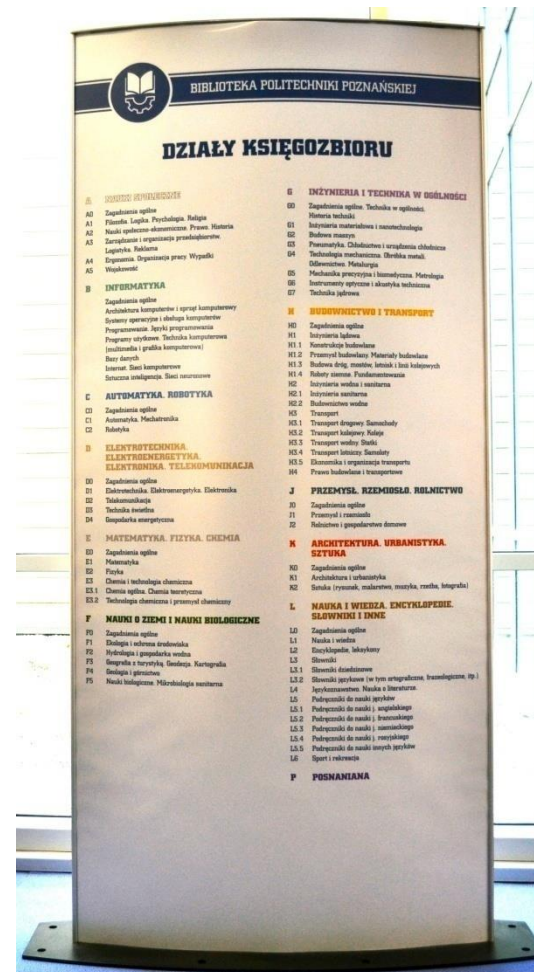 BIBLIOTEKA POLITECHNIKI POZNAŃSKIEJ
DZIAŁY KSIĘGOZBIORU
A NAUKI SPOŁECZNE
A0 Zagadnienia ogólne
A1 Filozofia. Logika. Psychologia. Religia
A2 Nauki społeczno-ekonomiczne. Prawo. Historia
A3 Zarządzanie i organizacja przedsiębiorstw.
Logistyka. Reklama
A4 Ergonomia. Organizacja pracy. Wypadki
A5 Wojskowość
B INFORMATYKA
Zagadnienia ogólne
Architektura komputerów i sprzęt komputerowy
Systemy operacyjne i obsługa komputerów
Programowanie. Języki programowania
Programy użytkowe. Technika komputerowa
(multimedia i grafika komputerowa)
Bazy danych
Internet. Sieci komputerowe
Sztuczna inteligencja. Sieci neuronowe
C AUTOMATYKA. ROBOTYKA
C0 Zagadnienia ogólne
C1 Automatyka. Mechatronika
C2 Robotyka
D ELEKTROTECHNIKA.
ELEKTROENERGETYKA.
ELEKTRONIKA. TELEKOMUNIKACJA
D0 Zagadnienia ogólne
D1 Elektrotechnika. Elektroenergetyka. Elektronika
D2 Telekomunikacja
D3 Technika świetlna
D4 Gospodarka energetyczna
E MATEMATYKA. FIZYKA. CHEMIA
E0 Zagadnienia ogólne
E1 Matematyka
E2 Fizyka
E3 Chemia i technologia chemiczna
E3.1 Chemia ogólna. Chemia teoretyczna
E3.2 Technologia chemiczna i przemysł chemiczny
F NAUKI O ZIEMI I NAUKI BIOLOGICZNE
F0 Zagadnienia ogólne
F1 Ekologia i ochrona środowiska
F2 Hydrologia i gospodarka wodna
F3 Geografia z turystyką. Geodezja. Kartografia
F4 Geologia i górnictwo
F5 Nauki biologiczne. Mikrobiologia sanitarna
G INŻYNIERIA I TECHNIKA W OGÓLNOŚCI
G0 Zagadnienia ogólne. Technika w ogólności.
Historia techniki
G1 Inżynieria materiałowa i nanotechnologia
G2 Budowa maszyn
G3 Pneumatyka. Chłodnictwo i urządzenia chłodnicze
G4 Technologia mechaniczna. Obróbka metali.
Odlewnictwo. Metalurgia
G5 Mechanika precyzyjna i biomedyczna. Metrologia
G6 Instrumenty optyczne i akustyka techniczna
G7 Technika jądrowa
H BUDOWNICTWO I TRANSPORT
H0 Zagadnienia ogólne
H1 Inżynieria lądowa
H1.1 Konstrukcje budowlane
H1.2 Przemysł budowlany. Materiały budowlane
H1.3 Budowa dróg, mostów, lotnisk i linii kolejowych
H1.4 Roboty ziemne. Fundamentowanie
H2 Inżynieria wodna i sanitarna
H2.1 Inżynieria sanitarna
H2.2 Budownictwo wodne
H3 Transport
H3.1 Transport drogowy. Samochody
H3.2 Transport kolejowy. Koleje
H3.3 Transport wodny. Statki
H3.4 Transport lotniczy. Samoloty
H3.5 Ekonomika i organizacja transportu
H4 Prawo budowlane i transportowe
J PRZEMYSŁ. RZEMIOSŁO. ROLNICTWO
J0 Zagadnienia ogólne
J1 Przemysł i rzemiosło
J2 Rolnictwo i gospodarstwo domowe
K ARCHITEKTURA. URBANISTYKA.
SZTUKA
K0 Zagadnienia ogólne
K1 Architektura i urbanistyka
K2 Sztuka (rysunek, malarstwo, muzyka, rzeźba, fotografia)
L NAUKA I WIEDZA. ENCYKLOPEDIE.
SŁOWNIKI I INNE
L0 Zagadnienia ogólne
L1 Nauka i wiedza
L2 Encyklopedie, leksykony
L3 Słowniki
L3.1 Słowniki dziedzinowe
L3.2 Słowniki językowe (w tym ortograficzne, frazeologiczne, itp.)
L4 Językoznawstwo. Nauka o literaturze.
L5 Podręczniki do nauki języków
L5.1 Podręczniki do nauki j. angielskiego
L5.2 Podręczniki do nauki j. francuskiego
L5.3 Podręczniki do nauki j. niemieckiego
L5.4 Podręczniki do nauki j. rosyjskiego
L5.5 Podręczniki do nauki innych języków
L6 Sport i rekreacja
P POSNANIANA